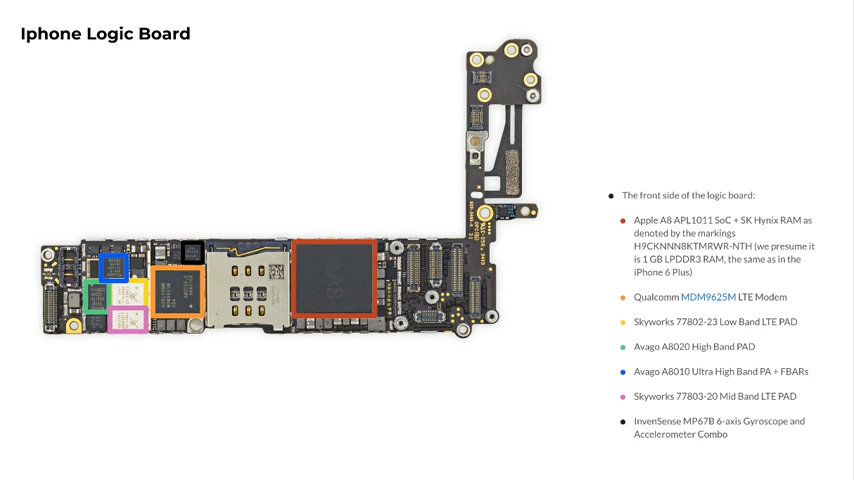 Iphone Logic Board
The front side of the logic board:
Apple A8 APL1011 SoC + SK Hynix RAM as
denoted by the markings
H9CKNNN8KTMRWR-NTH (we presume it
is 1 GB LPDDR3 RAM, the same as in the
iPhone 6 Plus)
Qualcomm MDM9625M LTE Modem
Skyworks 77802-23 Low Band LTE PAD
Avago A8020 High Band PAD
Avago A8010 Ultra High Band PA + FBARs
Skyworks 77803-20 Mid Band LTE PAD
InvenSense MP67B 6-axis Gyroscope and
Accelerometer Combo
A8